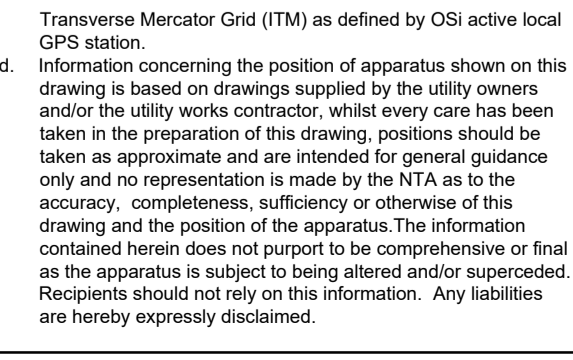 Transverse Mercator Grid (ITM) as defined by OSi active local
GPS station.
d. Information concerning the position of apparatus shown on this
drawing is based on drawings supplied by the utility owners
and/or the utility works contractor, whilst every care has been
taken in the preparation of this drawing, positions should be
taken as approximate and are intended for general guidance
only and no representation is made by the NTA as to the
accuracy, completeness, sufficiency or otherwise of this
drawing and the position of the apparatus.The information
contained herein does not purport to be comprehensive or final
as the apparatus is subject to being altered and/or superceded.
Recipients should not rely on this information. Any liabilities
are hereby expressly disclaimed.